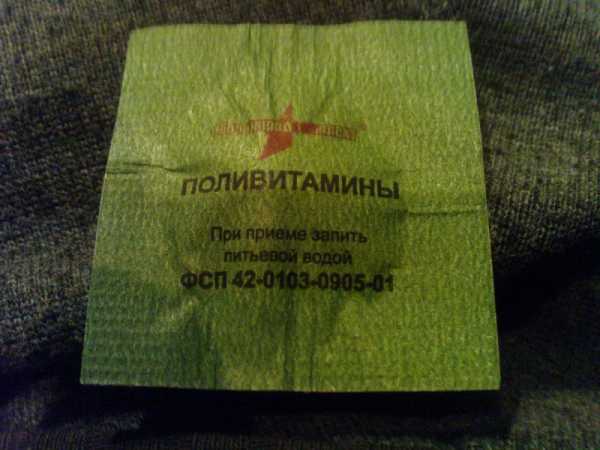 ПОЛИВИТАМИНЫ
При приеме запить
питьевой водой
ФСП 42-0103-0905-01